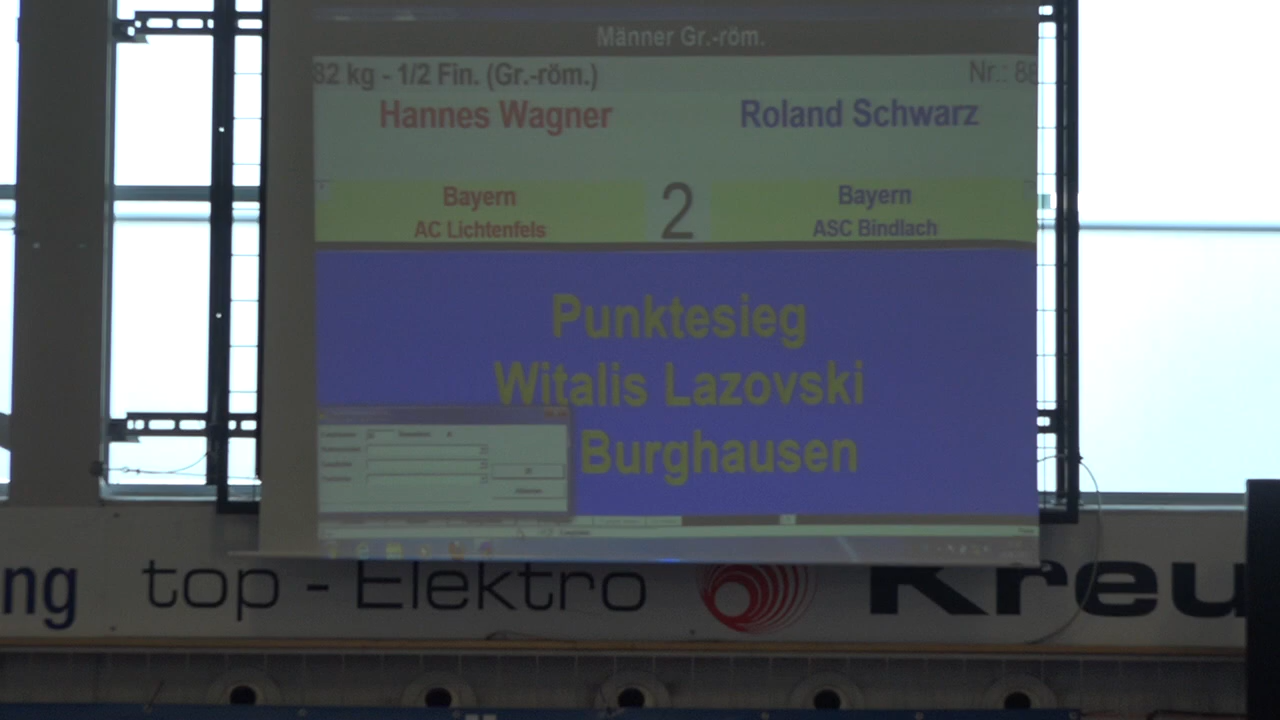 Männer Gr.-röm.
82 kg - 1/2 Fin. (Gr.-röm.)
Nr.: 88
Hannes Wagner
Roland Schwarz
Bayern
AC Lichtenfels
2
Bayern
ASC Bindlach
Punktesieg
Witalis Lazovski
Burghausen
ng
top - Elektro
Kreu